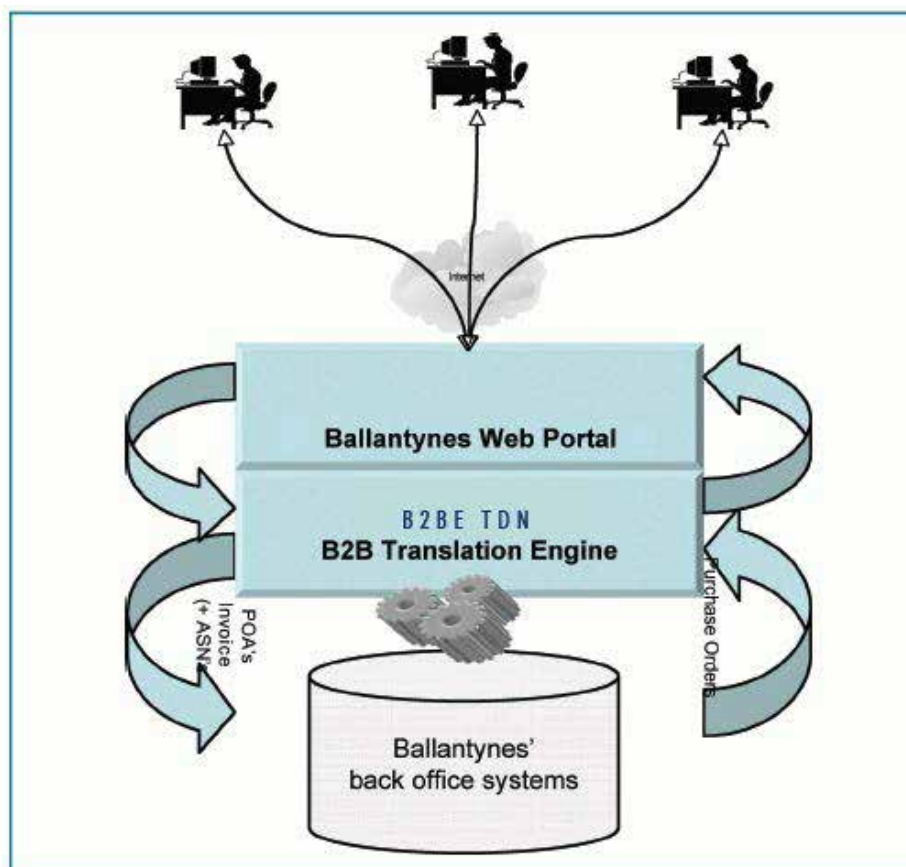 Internet
Ballantynes Web Portal
B2BE TDN
B2B Translation Engine
POA's
Invoice
(+ ASN's
Purchase Orders
Ballantynes'
back office systems